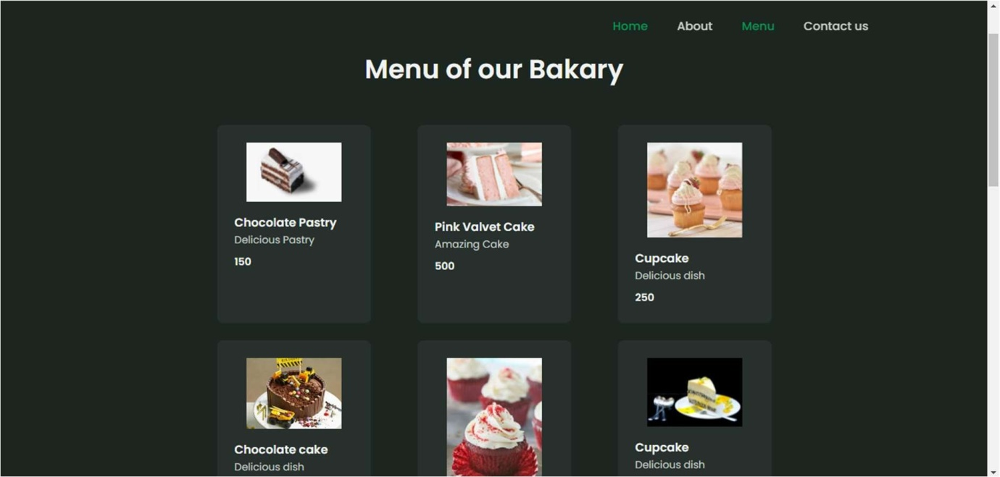 Home About Menu Contact us
Menu of our Bakary
Chocolate Pastry
Delicious Pastry
150
Pink Valvet Cake
Amazing Cake
500
Cupcake
Delicious dish
250
Chocolate cake
Delicious dish
Cupcake
Delicious dish